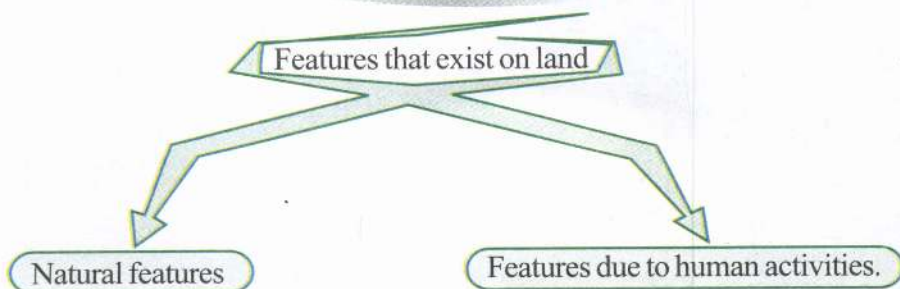 Features that exist on land
Natural features
Features due to human activities.